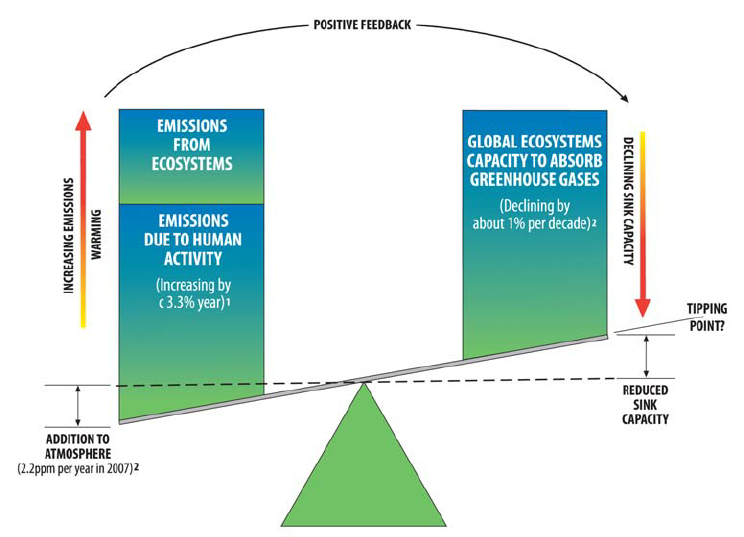 POSITIVE FEEDBACK
EMISSIONS
FROM
ECOSYSTEMS
EMISSIONS
DUE TO HUMAN
ACTIVITY
(Increasing by
c 3.3% year)¹
INCREASING EMISSIONS
WARMING
GLOBAL ECOSYSTEMS
CAPACITY TO ABSORB
GREENHOUSE GASES
(Declining by
about 1% per decade)²
DECLINING SINK CAPACITY
TIPPING
POINT?
REDUCED
SINK
CAPACITY
ADDITION TO
ATMOSPHERE
(2.2ppm per year in 2007)²